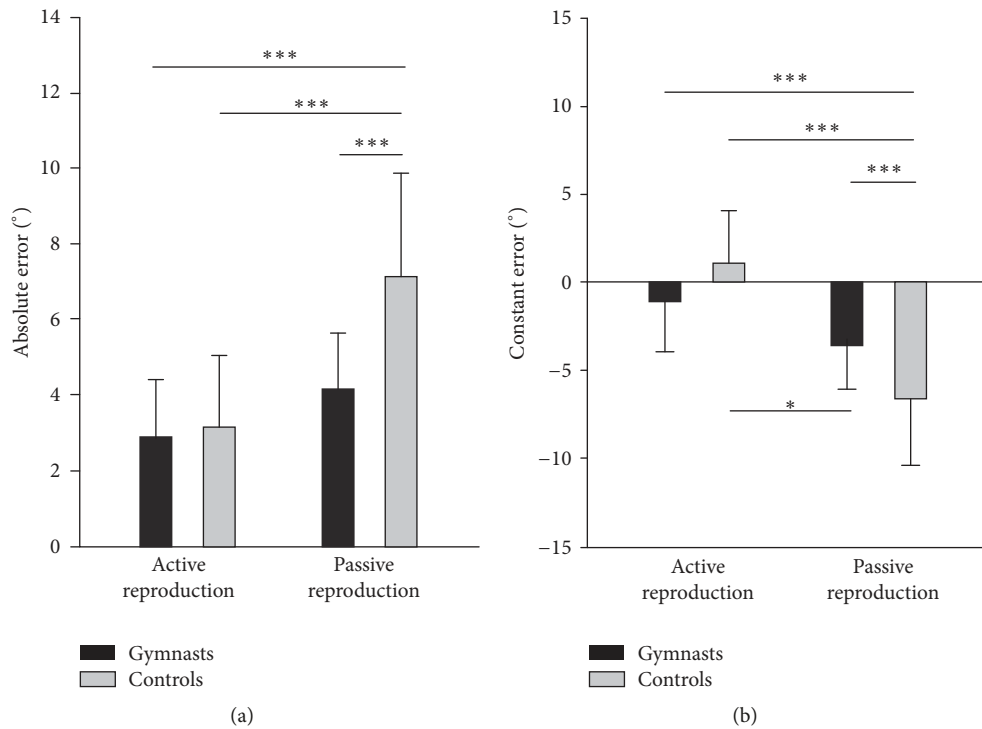 14
12
10
8
6
4
2
0
Absolute error (°)
***
***
***
Active
reproduction
Passive
reproduction
Gymnasts
Controls
(a)
15
10
5
0
−5
−10
−15
Constant error (°)
***
***
***
*
Active
reproduction
Passive
reproduction
Gymnasts
Controls
(b)